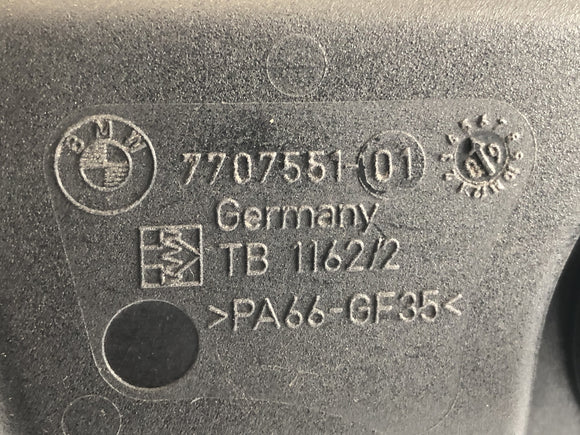 BMW
7707551-01
Germany
TB 1162/2
>PA66-GF35<